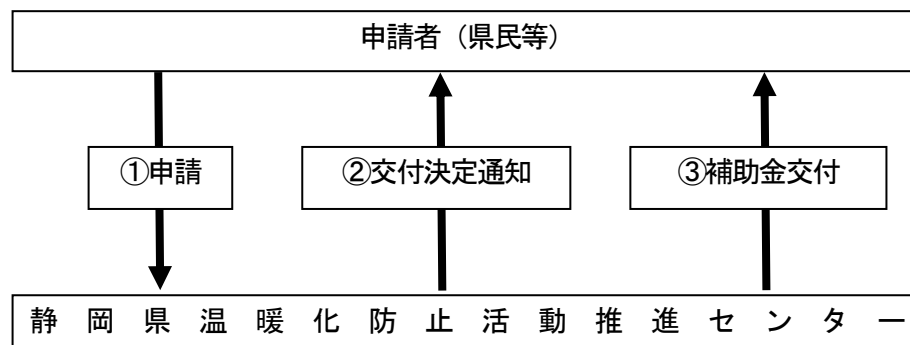 申請者（県民等）
①申請
②交付決定通知
③補助金交付
静岡県温暖化防止活動推進センター